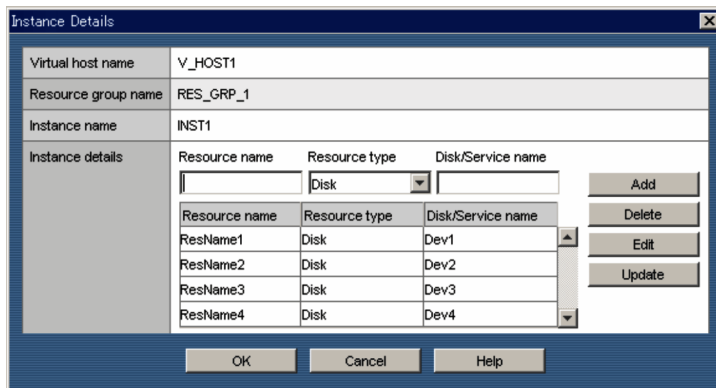 Instance Details
Virtual host name V_HOST1
Resource group name RES_GRP_1
Instance name INST1
Instance details Resource name Resource type Disk/Service name
Disk Add
Resource name Resource type Disk/Service name Delete
ResName1 Disk Dev1
Edit
ResName2 Disk Dev2
Update
ResName3 Disk Dev3
ResName4 Disk Dev4
OK Cancel Help